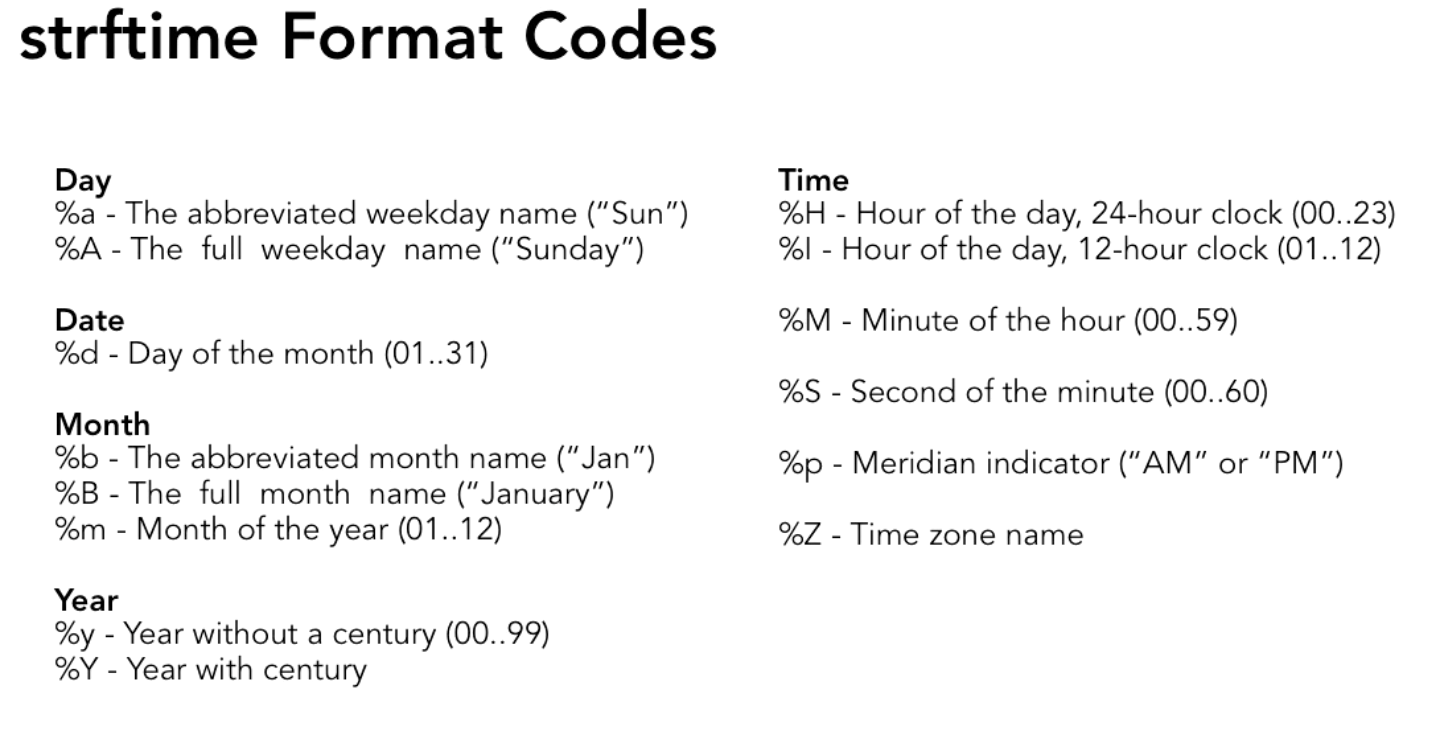 strftime Format Codes
Day
%a - The abbreviated weekday name (“Sun”)
%A - The full weekday name (“Sunday”)
Date
%d - Day of the month (01..31)
Month
%b - The abbreviated month name (“Jan”)
%B - The full month name (“January”)
%m - Month of the year (01..12)
Year
%y - Year without a century (00..99)
%Y - Year with century
Time
%H - Hour of the day, 24-hour clock (00..23)
%I - Hour of the day, 12-hour clock (01..12)
%M - Minute of the hour (00..59)
%S - Second of the minute (00..60)
%p - Meridian indicator (“AM” or “PM”)
%Z - Time zone name